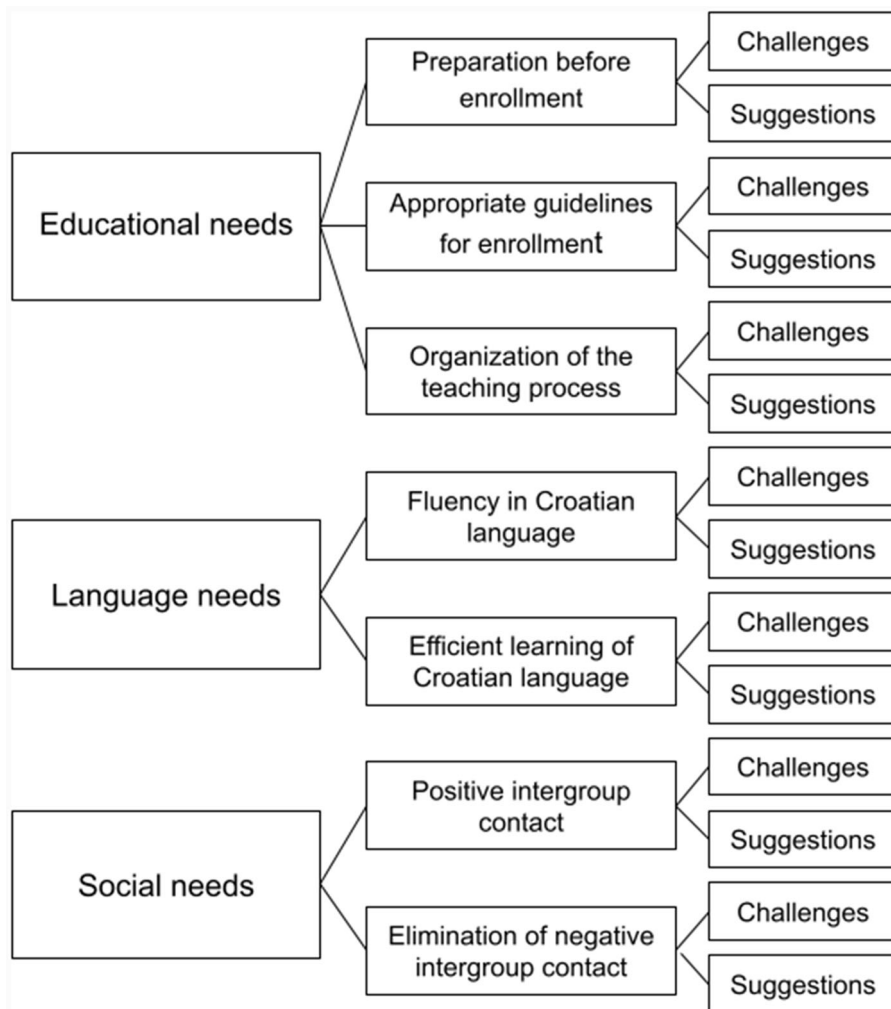 Educational needs
Preparation before
enrollment
Challenges
Suggestions
Appropriate guidelines
for enrollment
Challenges
Suggestions
Organization of the
teaching process
Challenges
Suggestions
Language needs
Fluency in Croatian
language
Challenges
Suggestions
Efficient learning of
Croatian language
Challenges
Suggestions
Social needs
Positive intergroup
contact
Challenges
Suggestions
Elimination of negative
intergroup contact
Challenges
Suggestions